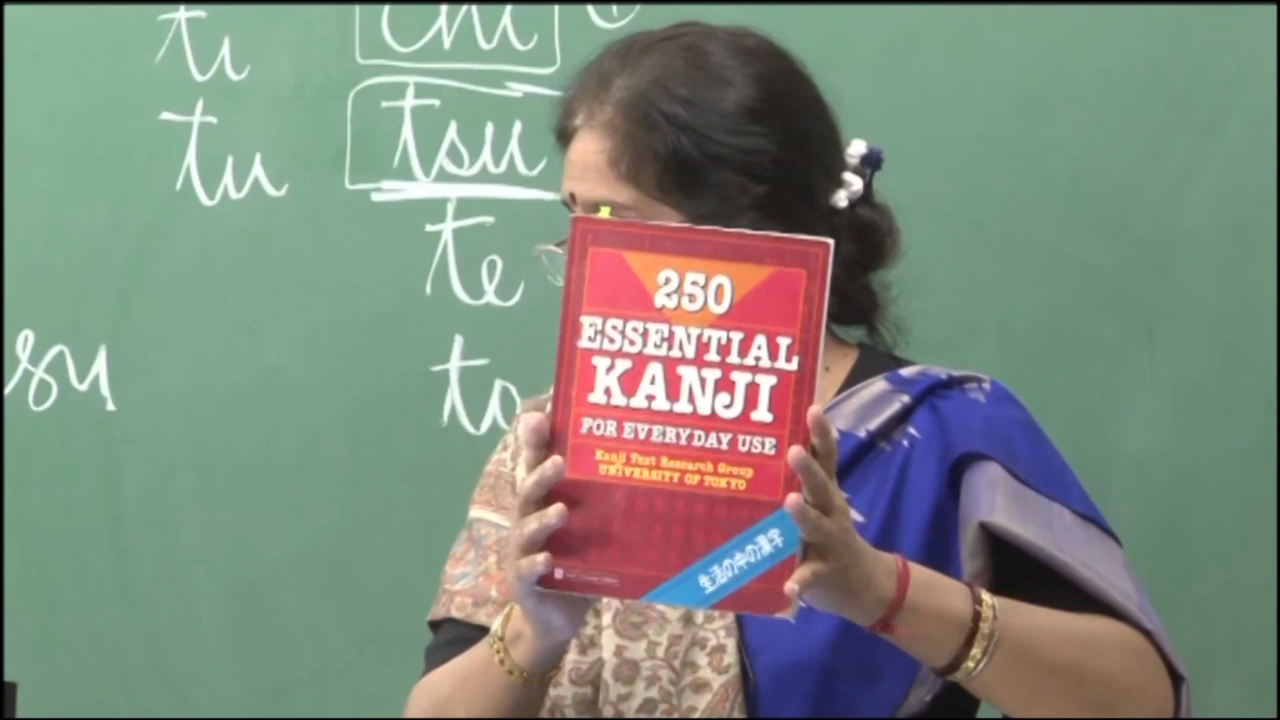 ti
chi
tu
tsu
te
to
su
250
ESSENTIAL
KANJI
FOR EVERYDAY USE
Kanji Text Research Group
UNIVERSITY OF TOKYO
生活の中の漢字